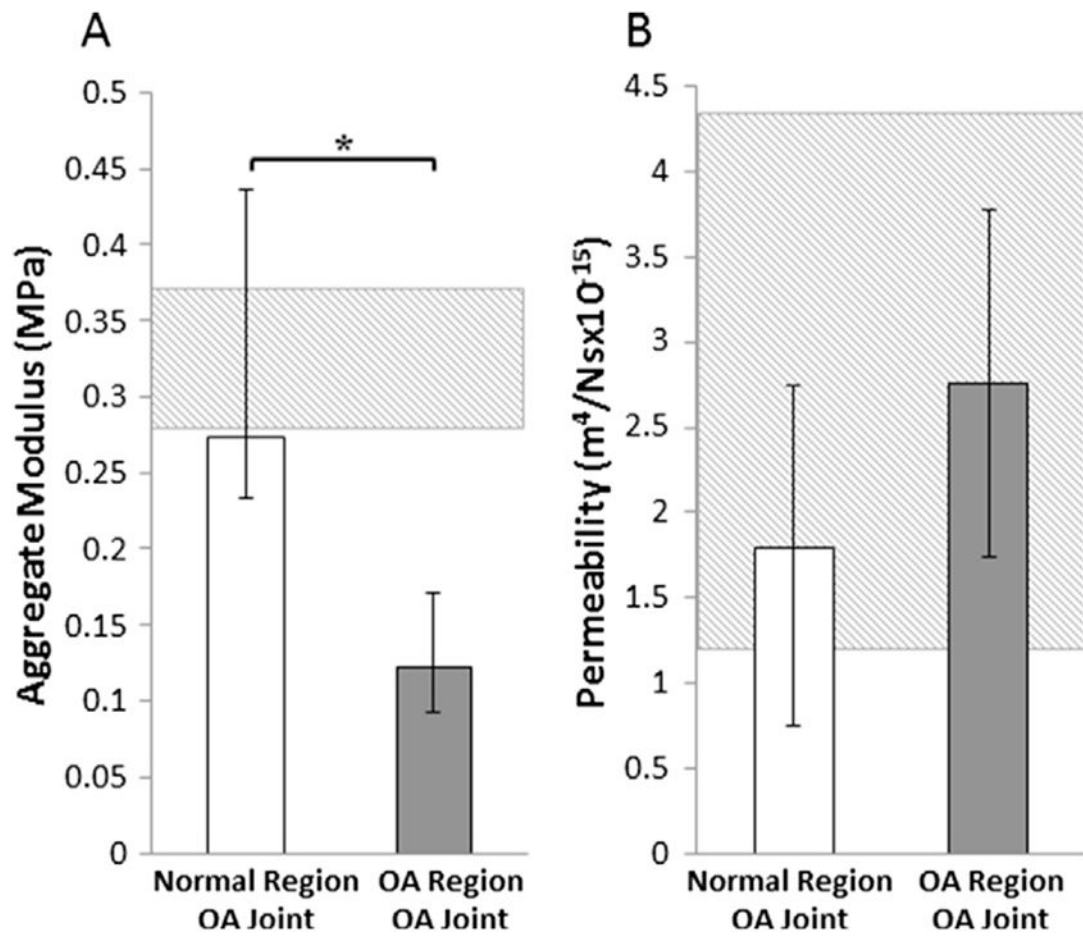 A
Aggregate Modulus (MPa)
0.5
0.45
0.4
0.35
0.3
0.25
0.2
0.15
0.1
0.05
0
*
Normal Region
OA Joint
OA Region
OA Joint
B
Permeability (m⁴/Nsx10⁻¹⁵)
4.5
4
3.5
3
2.5
2
1.5
1
0.5
0
Normal Region
OA Joint
OA Region
OA Joint